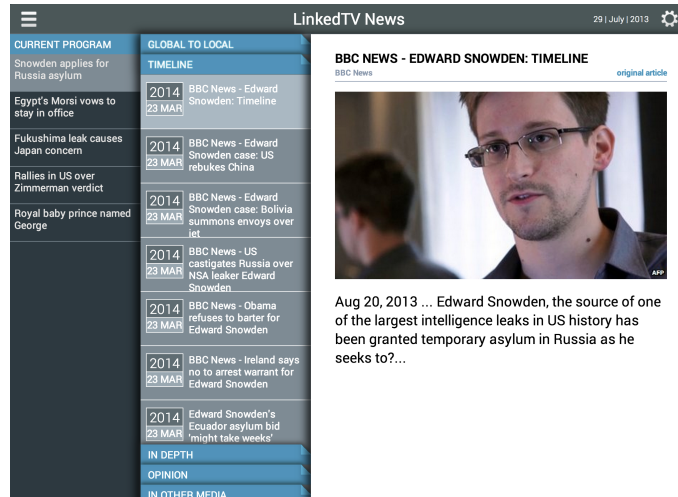 LinkedTV News
29 | July | 2013
CURRENT PROGRAM
Snowden applies for
Russia asylum
Egypt's Morsi vows to
stay in office
Fukushima leak causes
Japan concern
Rallies in US over
Zimmerman verdict
Royal baby prince named
George
GLOBAL TO LOCAL
TIMELINE
2014
23 MAR
BBC News - Edward
Snowden: Timeline
2014
23 MAR
BBC News - Edward
Snowden case: US
rebukes China
2014
23 MAR
BBC News - Edward
Snowden case: Bolivia
summons envoys over
jet
2014
23 MAR
BBC News - US
castigates Russia over
NSA leaker Edward
Snowden
2014
23 MAR
BBC News - Obama
refuses to barter for
Edward Snowden
2014
23 MAR
BBC News - Ireland says
no to arrest warrant for
Edward Snowden
2014
23 MAR
Edward Snowden's
Ecuador asylum bid
'might take weeks'
IN DEPTH
OPINION
IN OTHER MEDIA
BBC NEWS - EDWARD SNOWDEN: TIMELINE
BBC News
original article
AFP
Aug 20, 2013 ... Edward Snowden, the source of one
of the largest intelligence leaks in US history has
been granted temporary asylum in Russia as he
seeks to?...